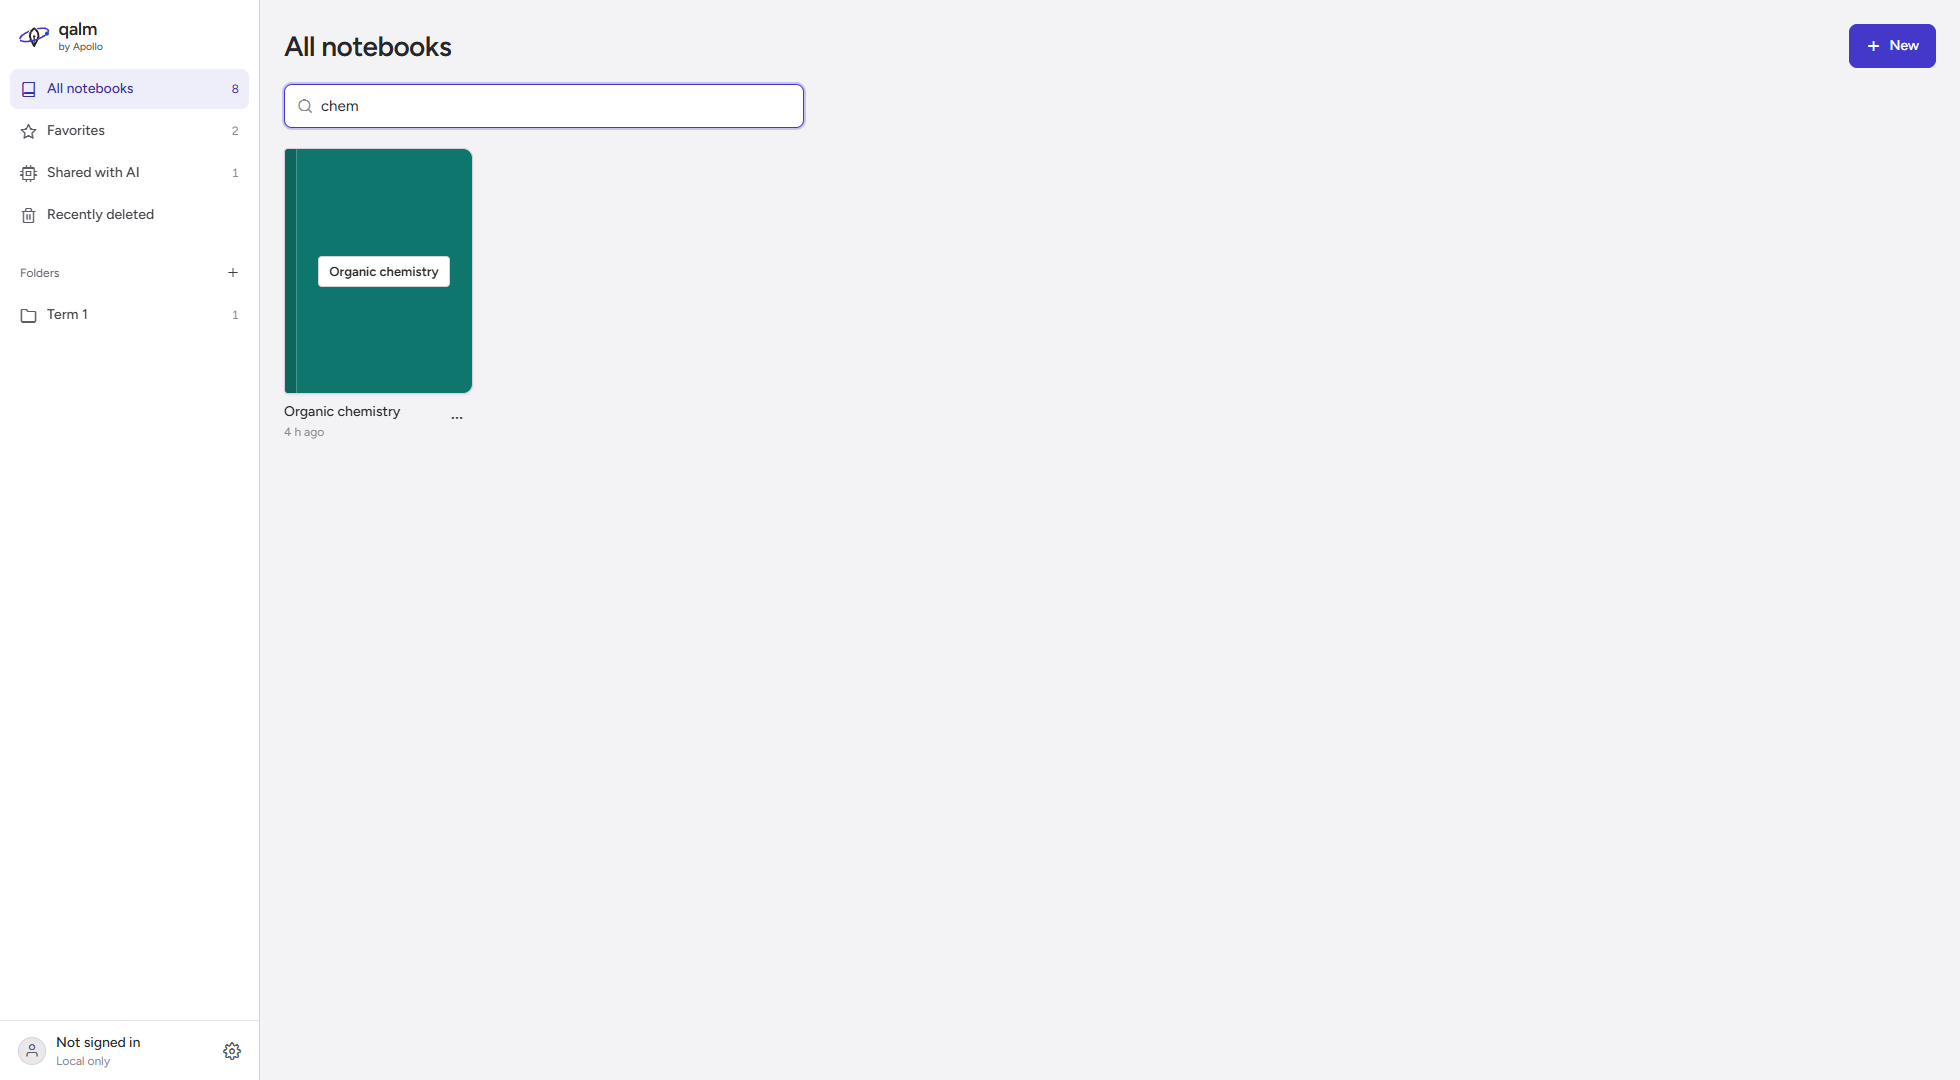 qalm
by Apollo
All notebooks 8
Favorites 2
Shared with AI 1
Recently deleted
Folders +
Term 1 1
Not signed in
Local only
All notebooks
+ New
chem
Organic chemistry
Organic chemistry ...
4 h ago